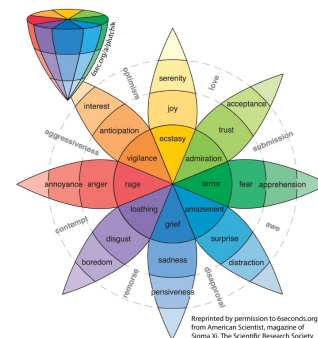 6sec.org/a/plutchik
serenity
joy
ecstasy
optimism
love
interest
anticipation
vigilance
acceptance
trust
admiration
aggressiveness
submission
annoyance
anger
rage
terror
fear
apprehension
contempt
awe
loathing
disgust
boredom
amazement
surprise
distraction
grief
sadness
pensiveness
remorse
disapproval
Rreprinted by permission to 6seconds.org
from American Scientist, magazine of
Sigma Xi, The Scientific Research Society